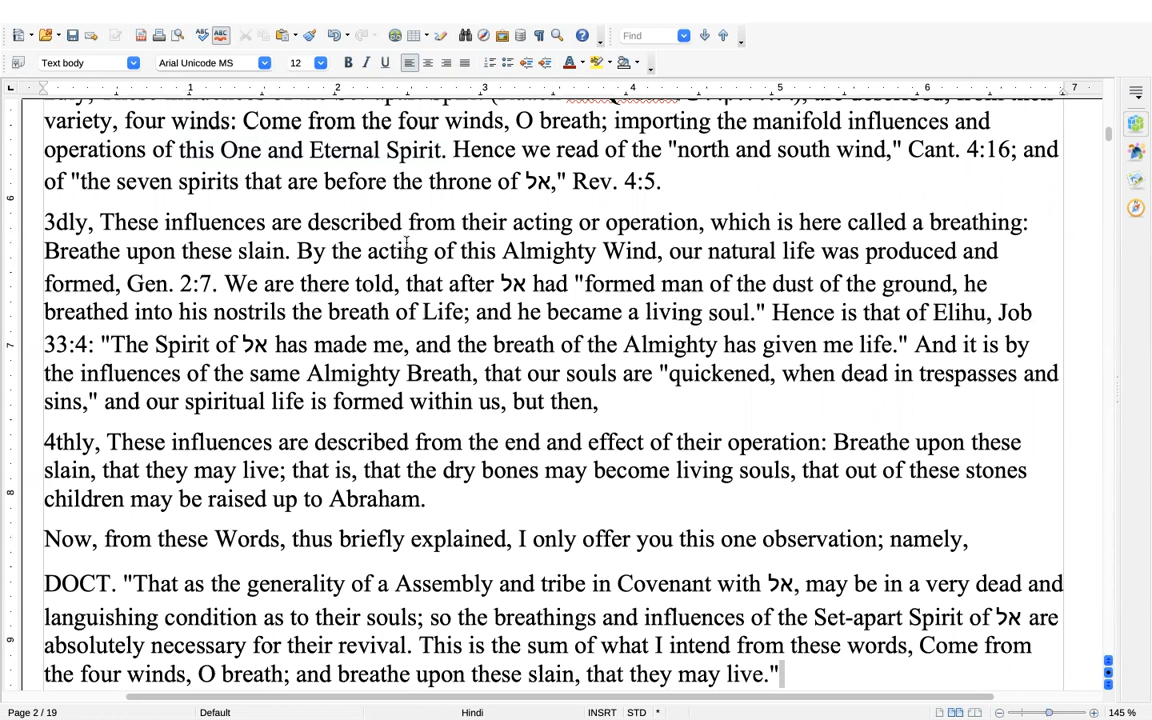 Find
Text body
Arial Unicode MS
12
1 2 3 4 5 6 7
variety, four winds: Come from the four winds, O breath; importing the manifold influences and
operations of this One and Eternal Spirit. Hence we read of the "north and south wind," Cant. 4:16; and
of "the seven spirits that are before the throne of אל," Rev. 4:5.
3dly, These influences are described from their acting or operation, which is here called a breathing:
Breathe upon these slain. By the acting of this Almighty Wind, our natural life was produced and
formed, Gen. 2:7. We are there told, that after אל had "formed man of the dust of the ground, he
breathed into his nostrils the breath of Life; and he became a living soul." Hence is that of Elihu, Job
33:4: "The Spirit of אל has made me, and the breath of the Almighty has given me life." And it is by
the influences of the same Almighty Breath, that our souls are "quickened, when dead in trespasses and
sins," and our spiritual life is formed within us, but then,
4thly, These influences are described from the end and effect of their operation: Breathe upon these
slain, that they may live; that is, that the dry bones may become living souls, that out of these stones
children may be raised up to Abraham.
Now, from these Words, thus briefly explained, I only offer you this one observation; namely,
DOCT. "That as the generality of a Assembly and tribe in Covenant with אל, may be in a very dead and
languishing condition as to their souls; so the breathings and influences of the Set-apart Spirit of אל are
absolutely necessary for their revival. This is the sum of what I intend from these words, Come from
the four winds, O breath; and breathe upon these slain, that they may live."
6
7
8
9
Page 2 / 19
Default
Hindi
INSRT STD *
145 %